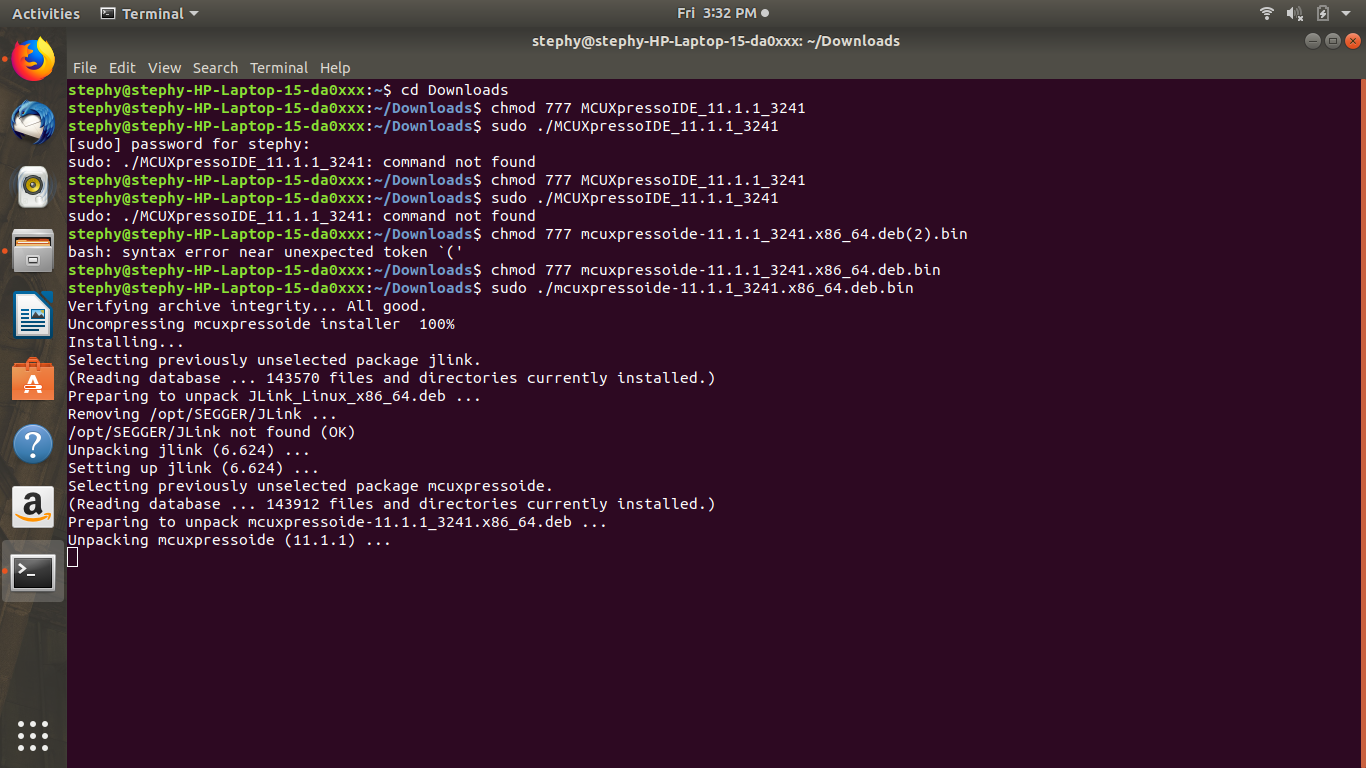 Activities Terminal Fri 3:32 PM
stephy@stephy-HP-Laptop-15-da0xxx: ~/Downloads
File Edit View Search Terminal Help
stephy@stephy-HP-Laptop-15-da0xxx:~$ cd Downloads
stephy@stephy-HP-Laptop-15-da0xxx:~/Downloads$ chmod 777 MCUXpressoIDE_11.1.1_3241
stephy@stephy-HP-Laptop-15-da0xxx:~/Downloads$ sudo ./MCUXpressoIDE_11.1.1_3241
[sudo] password for stephy:
sudo: ./MCUXpressoIDE_11.1.1_3241: command not found
stephy@stephy-HP-Laptop-15-da0xxx:~/Downloads$ chmod 777 MCUXpressoIDE_11.1.1_3241
stephy@stephy-HP-Laptop-15-da0xxx:~/Downloads$ sudo ./MCUXpressoIDE_11.1.1_3241
sudo: ./MCUXpressoIDE_11.1.1_3241: command not found
stephy@stephy-HP-Laptop-15-da0xxx:~/Downloads$ chmod 777 mcuxpressoide-11.1.1_3241.x86_64.deb(2).bin
bash: syntax error near unexpected token `('
stephy@stephy-HP-Laptop-15-da0xxx:~/Downloads$ chmod 777 mcuxpressoide-11.1.1_3241.x86_64.deb.bin
stephy@stephy-HP-Laptop-15-da0xxx:~/Downloads$ sudo ./mcuxpressoide-11.1.1_3241.x86_64.deb.bin
Verifying archive integrity... All good.
Uncompressing mcuxpressoide installer  100%
Installing...
Selecting previously unselected package jlink.
(Reading database ... 143570 files and directories currently installed.)
Preparing to unpack JLink_Linux_x86_64.deb ...
Removing /opt/SEGGER/JLink ...
/opt/SEGGER/JLink not found (OK)
Unpacking jlink (6.624) ...
Setting up jlink (6.624) ...
Selecting previously unselected package mcuxpressoide.
(Reading database ... 143912 files and directories currently installed.)
Preparing to unpack mcuxpressoide-11.1.1_3241.x86_64.deb ...
Unpacking mcuxpressoide (11.1.1) ...